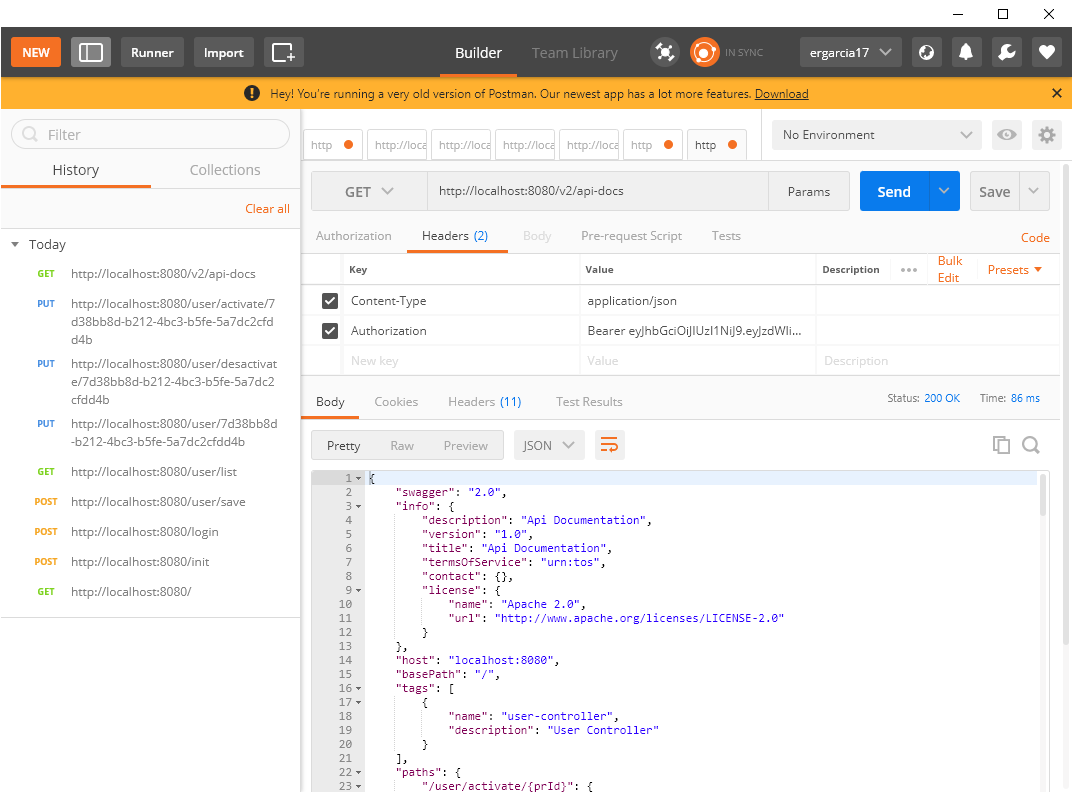 NEW
Runner
Import
Builder
Team Library
IN SYNC
ergarcia17
Hey! You're running a very old version of Postman. Our newest app has a lot more features. Download
Filter
History
Collections
Clear all
Today
GET http://localhost:8080/v2/api-docs
PUT http://localhost:8080/user/activate/7
d38bb8d-b212-4bc3-b5fe-5a7dc2cfd
d4b
PUT http://localhost:8080/user/desactivat
e/7d38bb8d-b212-4bc3-b5fe-5a7dc2
cfdd4b
PUT http://localhost:8080/user/7d38bb8d
-b212-4bc3-b5fe-5a7dc2cfdd4b
GET http://localhost:8080/user/list
POST http://localhost:8080/user/save
POST http://localhost:8080/login
POST http://localhost:8080/init
GET http://localhost:8080/
http
http://loca
http://loca
http://loca
http://loca
http
http
No Environment
GET
http://localhost:8080/v2/api-docs
Params
Send
Save
Authorization
Headers (2)
Body
Pre-request Script
Tests
Code
Key
Value
Description
Bulk
Edit
Presets
Content-Type
application/json
Authorization
Bearer eyJhbGciOiJIUzI1NiJ9.eyJzdWIi...
New key
Value
Description
Body
Cookies
Headers (11)
Test Results
Status: 200 OK
Time: 86 ms
Pretty
Raw
Preview
JSON
1 {
2 "swagger": "2.0",
3 "info": {
4 "description": "Api Documentation",
5 "version": "1.0",
6 "title": "Api Documentation",
7 "termsOfService": "urn:tos",
8 "contact": {},
9 "license": {
10 "name": "Apache 2.0",
11 "url": "http://www.apache.org/licenses/LICENSE-2.0"
12 }
13 },
14 "host": "localhost:8080",
15 "basePath": "/",
16 "tags": [
17 {
18 "name": "user-controller",
19 "description": "User Controller"
20 }
21 ],
22 "paths": {
23 "/user/activate/{prId}": {